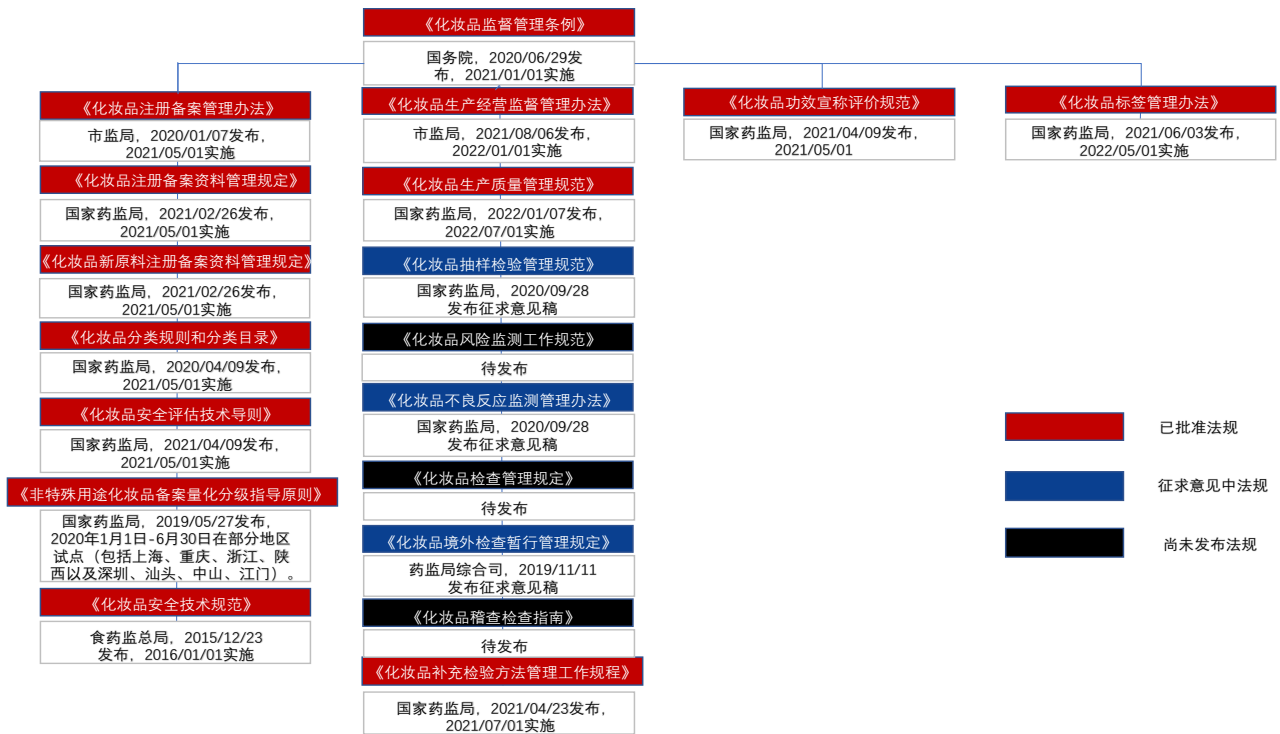 《化妆品监督管理条例》
国务院，2020/06/29发
布，2021/01/01实施
《化妆品注册备案管理办法》
市监局，2020/01/07发布，
2021/05/01实施
《化妆品注册备案资料管理规定》
国家药监局，2021/02/26发布，
2021/05/01实施
《化妆品新原料注册备案资料管理规定》
国家药监局，2021/02/26发布，
2021/05/01实施
《化妆品分类规则和分类目录》
国家药监局，2020/04/09发布，
2021/05/01实施
《化妆品安全评估技术导则》
国家药监局，2021/04/09发布，
2021/05/01实施
《非特殊用途化妆品备案量化分级指导原则》
国家药监局，2019/05/27发布，
2020年1月1日-6月30日在部分地区
试点（包括上海、重庆、浙江、陕
西以及深圳、汕头、中山、江门）。
《化妆品安全技术规范》
食药监总局，2015/12/23
发布，2016/01/01实施
《化妆品生产经营监督管理办法》
市监局，2021/08/06发布，
2022/01/01实施
《化妆品生产质量管理规范》
国家药监局，2022/01/07发布，
2022/07/01实施
《化妆品抽样检验管理规范》
国家药监局，2020/09/28
发布征求意见稿
《化妆品风险监测工作规范》
待发布
《化妆品不良反应监测管理办法》
国家药监局，2020/09/28
发布征求意见稿
《化妆品检查管理规定》
待发布
《化妆品境外检查暂行管理规定》
药监局综合司，2019/11/11
发布征求意见稿
《化妆品稽查检查指南》
待发布
《化妆品补充检验方法管理工作规程》
国家药监局，2021/04/23发布，
2021/07/01实施
《化妆品功效宣称评价规范》
国家药监局，2021/04/09发布，
2021/05/01
《化妆品标签管理办法》
国家药监局，2021/06/03发布，
2022/05/01实施
已批准法规
征求意见中法规
尚未发布法规